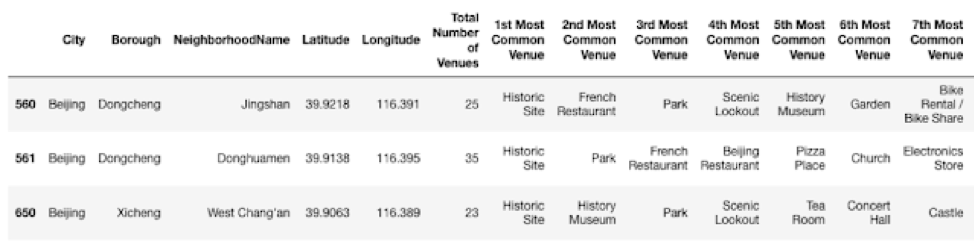 City Borough NeighborhoodName Latitude Longitude Total Number of Venues 1st Most Common Venue 2nd Most Common Venue 3rd Most Common Venue 4th Most Common Venue 5th Most Common Venue 6th Most Common Venue 7th Most Common Venue
560 Beijing Dongcheng Jingshan 39.9218 116.391 25 Historic Site French Restaurant Park Scenic Lookout History Museum Garden Bike Rental / Bike Share
561 Beijing Dongcheng Donghuamen 39.9138 116.395 35 Historic Site Park French Restaurant Beijing Restaurant Pizza Place Church Electronics Store
650 Beijing Xicheng West Chang'an 39.9063 116.389 23 Historic Site History Museum Park Scenic Lookout Tea Room Concert Hall Castle